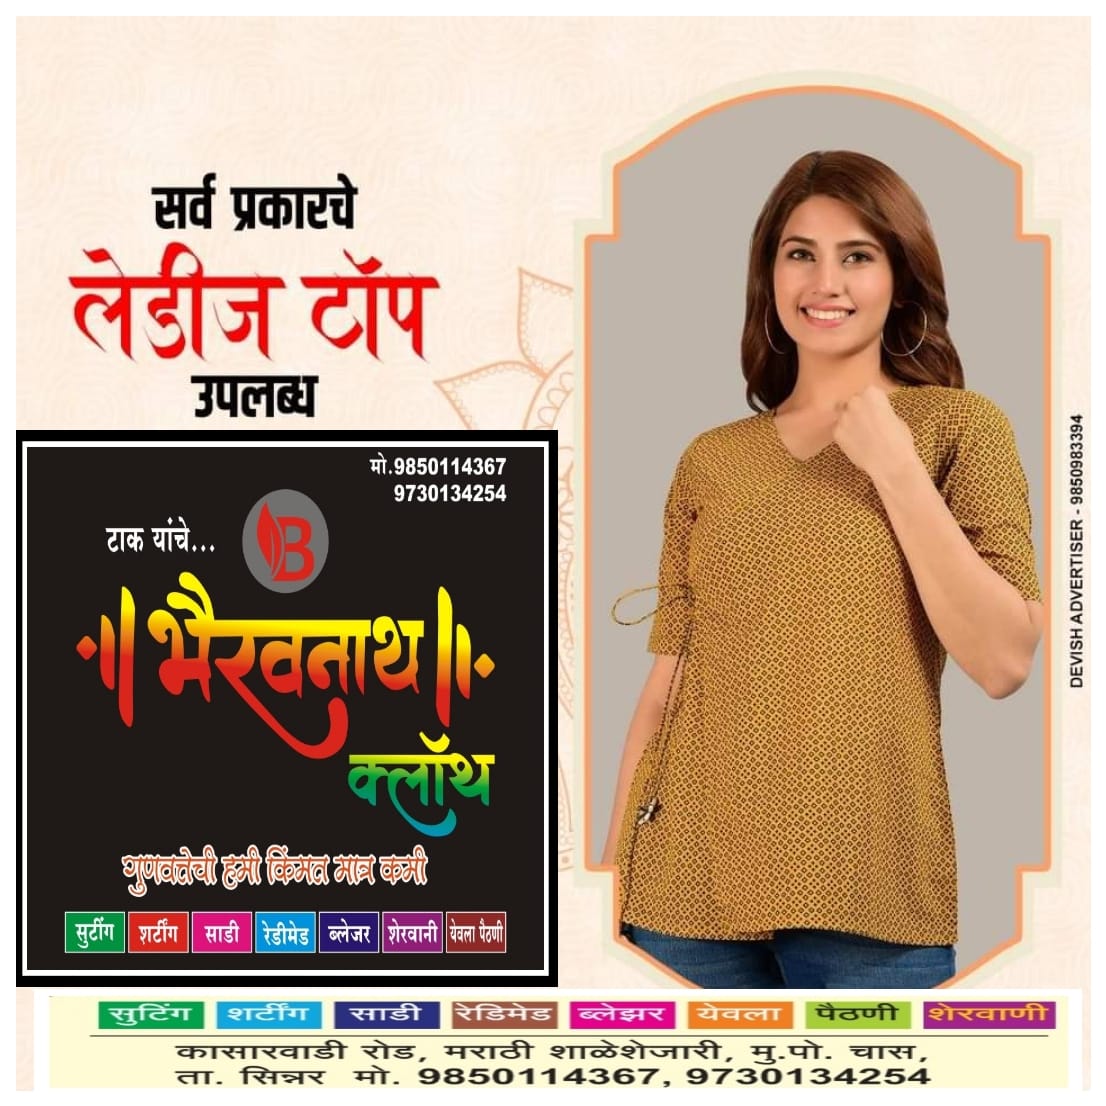 सर्व प्रकारचे
लेडीज टॉप
उपलब्ध
मो.9850114367
9730134254
टाक यांचे...
B
भैरवनाथ
क्लॉथ
गुणवत्तेची हमी किंमत मात्र कमी
सुटींग शर्टींग साडी रेडीमेड ब्लेजर शेरवानी येवला पैठणी
DEVISH ADVERTISER - 9850983394
सुटिंग शर्टींग साडी रेडिमेड ब्लेझर येवला पैठणी शेरवाणी
कासारवाडी रोड, मराठी शाळेशेजारी, मु.पो. चास,
ता. सिन्नर मो. 9850114367, 9730134254